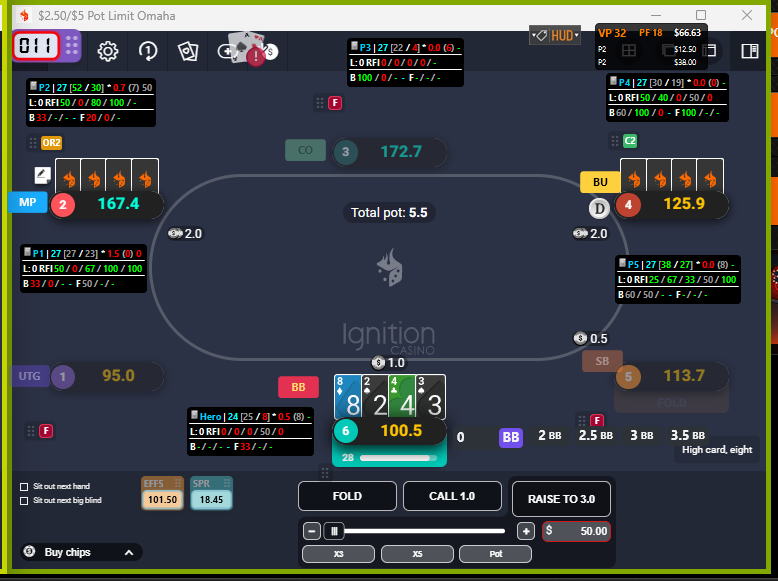 $2.50/$5 Pot Limit Omaha
011
HUD
VP 32 PF 18 $66.63
P2 $12.50
P2 $38.00
P3 | 27 [22 / 4] * 0.0 (6) -
L: 0 RFI 0 / 0 / 0 / 0 / -
B 100 / 0 / - - F - / - / -
F
P2 | 27 [52 / 30] * 0.7 (7) 50
L: 0 RFI 50 / 0 / 80 / 100 / -
B 33 / - / - - F 20 / 0 / -
OR2
P4 | 27 [30 / 19] * 0.0 (0) -
L: 0 RFI 50 / 40 / 0 / 50 / 0
B 60 / 100 / 0 - F 100 / - / -
C2
CO 3 172.7
MP 2 167.4
BU 4 125.9
D
Total pot: 5.5
2.0
2.0
P1 | 27 [27 / 23] * 1.5 (0) 0
L: 0 RFI 50 / 0 / 67 / 100 / 100
B 33 / 0 / - - F 50 / - / -
P5 | 27 [38 / 27] * 0.0 (8) -
L: 0 RFI 25 / 67 / 33 / 50 / 100
B 60 / 50 / - - F - / - / -
Ignition
CASINO
0.5
1.0
UTG 1 95.0
SB 5 113.7
FOLD
BB
8 2 4 3
8 2 4 3
Hero | 24 [25 / 8] * 0.5 (8) -
L: 0 RFI 0 / 0 / 0 / 50 / 0
B - / - / - - F 33 / - / -
F
F
6 100.5
28
0 BB 2 BB 2.5 BB 3 BB 3.5 BB
High card, eight
Sit out next hand
Sit out next big blind
EFFS
101.50
SPR
18.45
FOLD
CALL 1.0
RAISE TO 3.0
$ 50.00
X3
X5
Pot
Buy chips